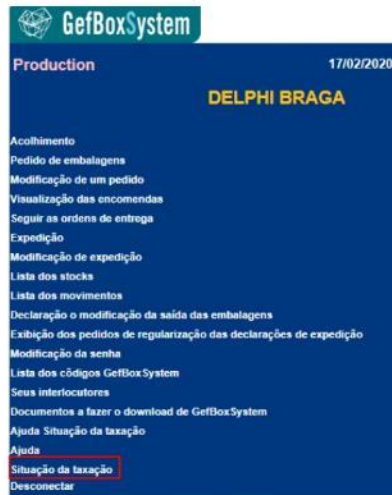 GefBoxSystem
Production 17/02/2020
DELPHI BRAGA
Acolhimento
Pedido de embalagens
Modificação de um pedido
Visualização das encomendas
Seguir as ordens de entrega
Expedição
Modificação de expedição
Lista dos stocks
Lista dos movimentos
Declaração o modificação da saída das embalagens
Exibição dos pedidos de regularização das declarações de expedição
Modificação da senha
Lista dos côdigos GefBoxSystem
Seus interlocutores
Documentos a fazer o download de GefBoxSystem
Ajuda Situação da taxação
Ajuda
Situação da taxação
Desconectar